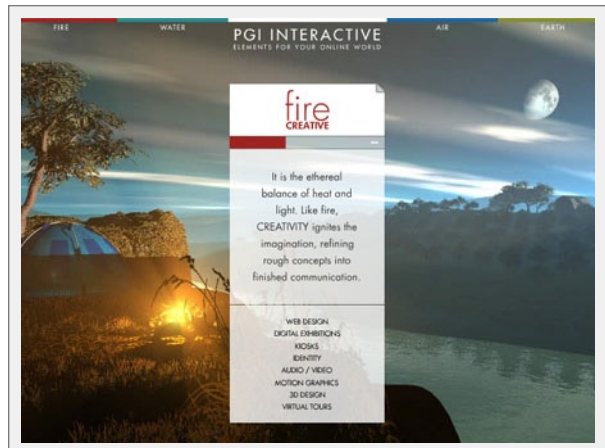 FIRE
WATER
PGI INTERACTIVE
ELEMENTS FOR YOUR ONLINE WORLD
AIR
EARTH
fire
CREATIVE
It is the ethereal
balance of heat and
light. Like fire,
CREATIVITY ignites the
imagination, refining
rough concepts into
finished communication.
WEB DESIGN
DIGITAL EXHIBITIONS
KIOSKS
IDENTITY
AUDIO / VIDEO
MOTION GRAPHICS
3D DESIGN
VIRTUAL TOURS